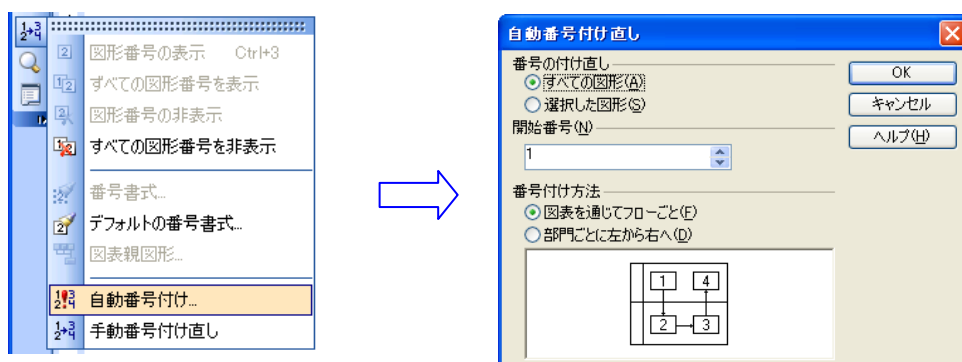 図形番号の表示 Ctrl+3
すべての図形番号を表示
図形番号の非表示
すべての図形番号を非表示
番号書式...
デフォルトの番号書式...
図表親図形...
自動番号付け...
手動番号付け直し
自動番号付け直し
番号の付け直し
すべての図形(A)
選択した図形(S)
開始番号(N)
1
番号付け方法
図表を通じてフローごと(F)
部門ごとに左から右へ(D)
1 4
2 3
OK
キャンセル
ヘルプ(H)